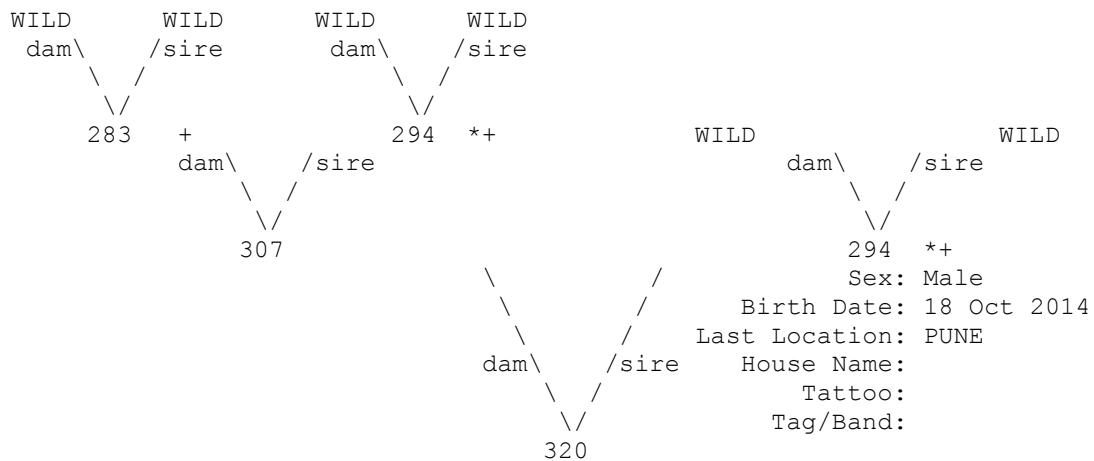 WILD WILD WILD WILD
dam\ /sire dam\ /sire
\ / \ /
\/ \/
283 + 294 *+ WILD WILD
dam\ /sire dam\ /sire
\ / \ /
\/ \/
307 294 *+
\ / Sex: Male
\ / Birth Date: 18 Oct 2014
\ / Last Location: PUNE
dam\ /sire House Name:
\ / Tattoo:
\/ Tag/Band:
320